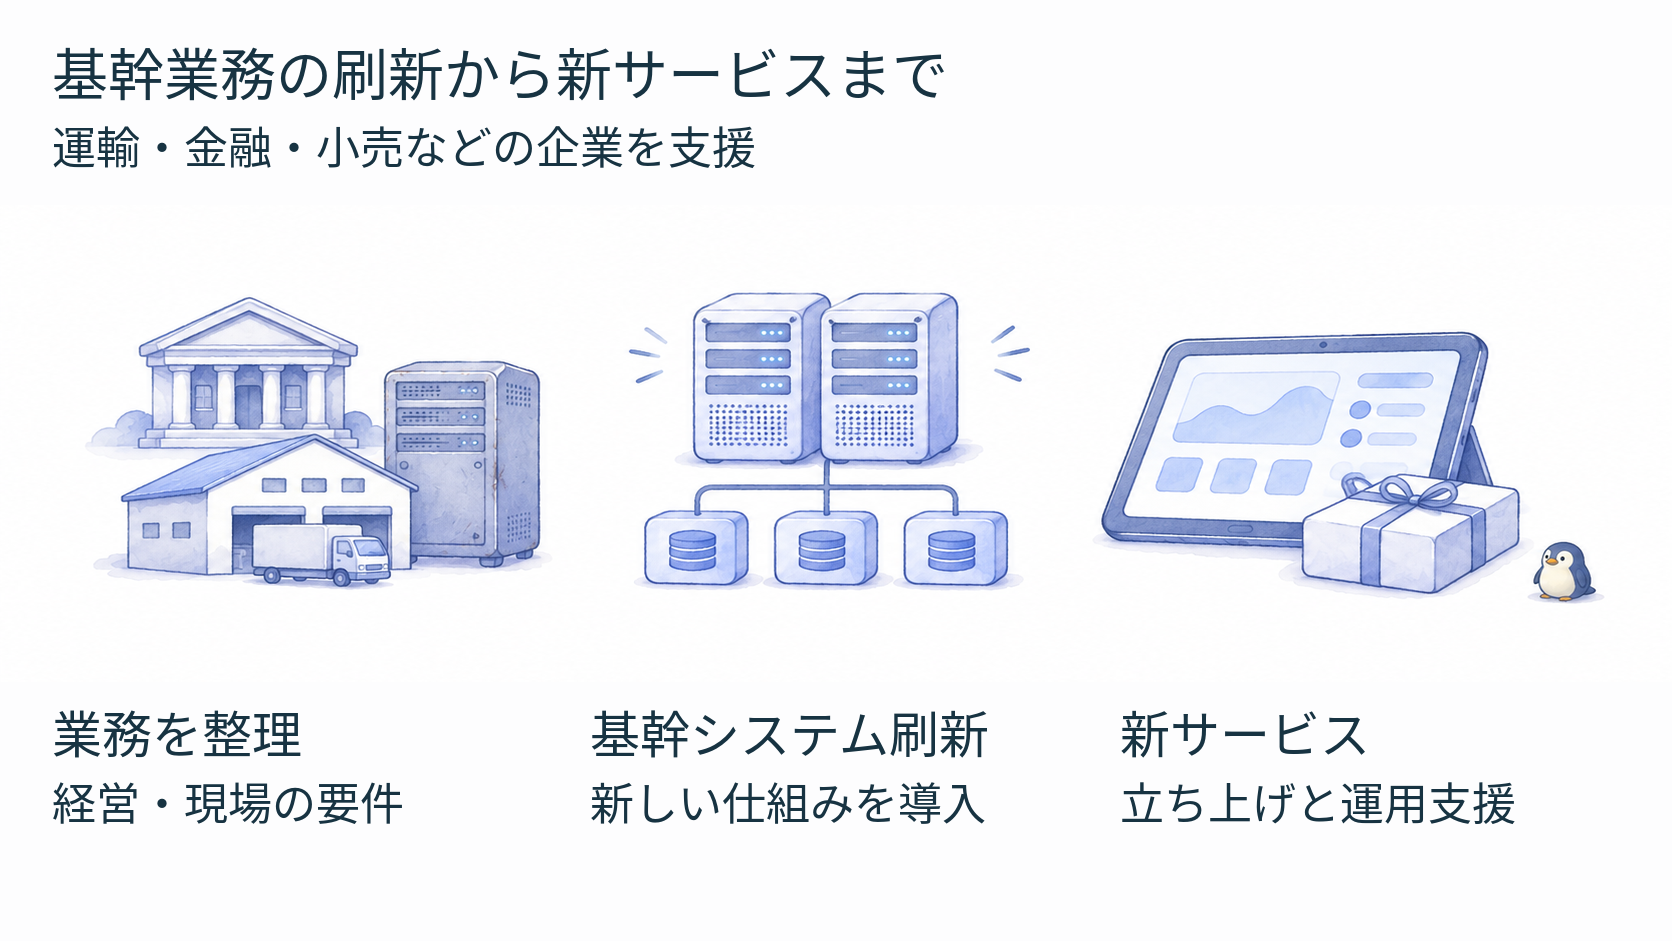 基幹業務の刷新から新サービスまで
運輸・金融・小売などの企業を支援
業務を整理
経営・現場の要件
基幹システム刷新
新しい仕組みを導入
新サービス
立ち上げと運用支援